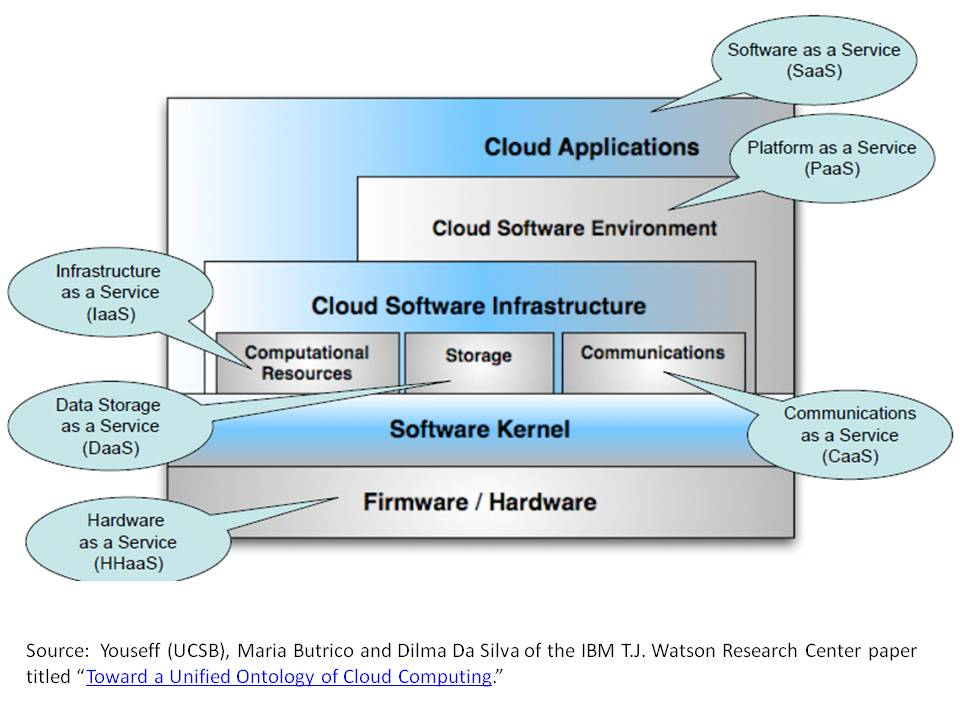 Software as a Service
(SaaS)
Cloud Applications
Platform as a Service
(PaaS)
Cloud Software Environment
Infrastructure
as a Service
(IaaS)
Cloud Software Infrastructure
Computational
Resources
Storage
Communications
Data Storage
as a Service
(DaaS)
Software Kernel
Communications
as a Service
(CaaS)
Firmware / Hardware
Hardware
as a Service
(HHaaS)
Source:  Youseff (UCSB), Maria Butrico and Dilma Da Silva of the IBM T.J. Watson Research Center paper
titled “Toward a Unified Ontology of Cloud Computing.”